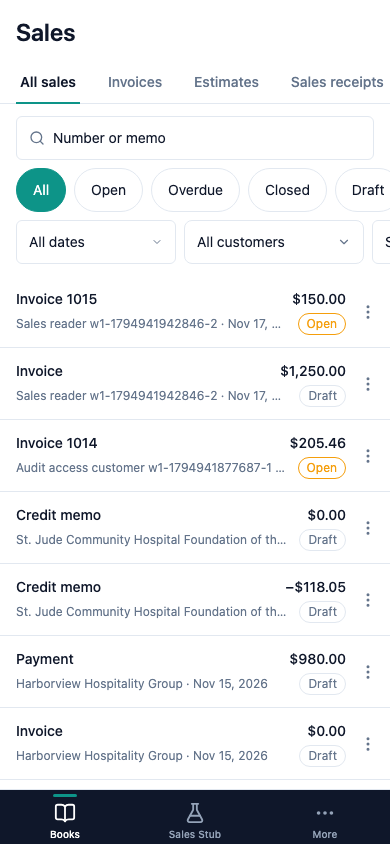 Sales
All sales Invoices Estimates Sales receipts
Number or memo
All Open Overdue Closed Draft
All dates All customers S
Invoice 1015 $150.00
Sales reader w1-1794941942846-2 · Nov 17, ... Open
Invoice $1,250.00
Sales reader w1-1794941942846-2 · Nov 17, ... Draft
Invoice 1014 $205.46
Audit access customer w1-1794941877687-1 ... Open
Credit memo $0.00
St. Jude Community Hospital Foundation of th... Draft
Credit memo –$118.05
St. Jude Community Hospital Foundation of th... Draft
Payment $980.00
Harborview Hospitality Group · Nov 15, 2026 Draft
Invoice $0.00
Harborview Hospitality Group · Nov 15, 2026 Draft
Books Sales Stub More